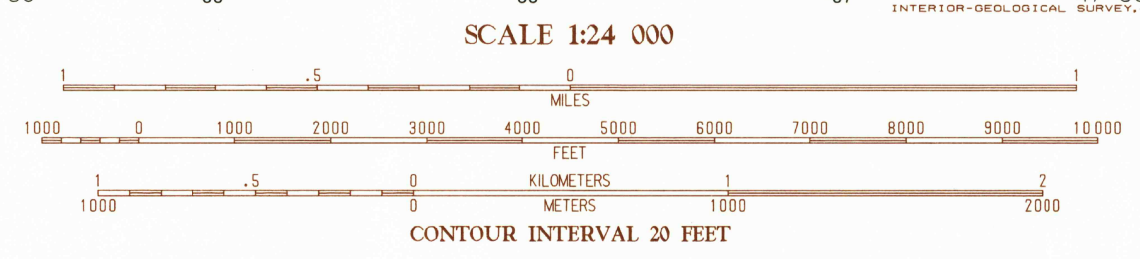 INTERIOR-GEOLOGICAL SURVEY,
SCALE 1:24 000
1 .5 0 1
MILES
1000 0 1000 2000 3000 4000 5000 6000 7000 8000 9000 10000
FEET
1 .5 0 KILOMETERS 1 2
1000 0 METERS 1000 2000
CONTOUR INTERVAL 20 FEET